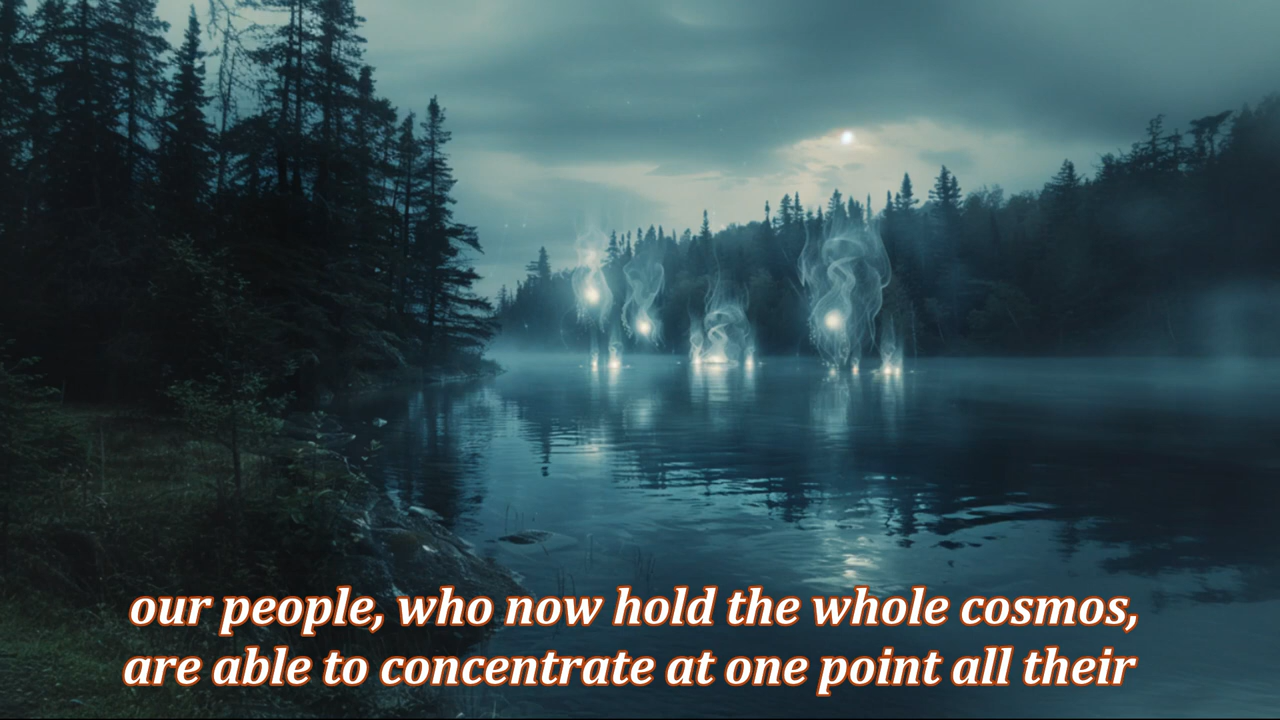 our people, who now hold the whole cosmos,
are able to concentrate at one point all their